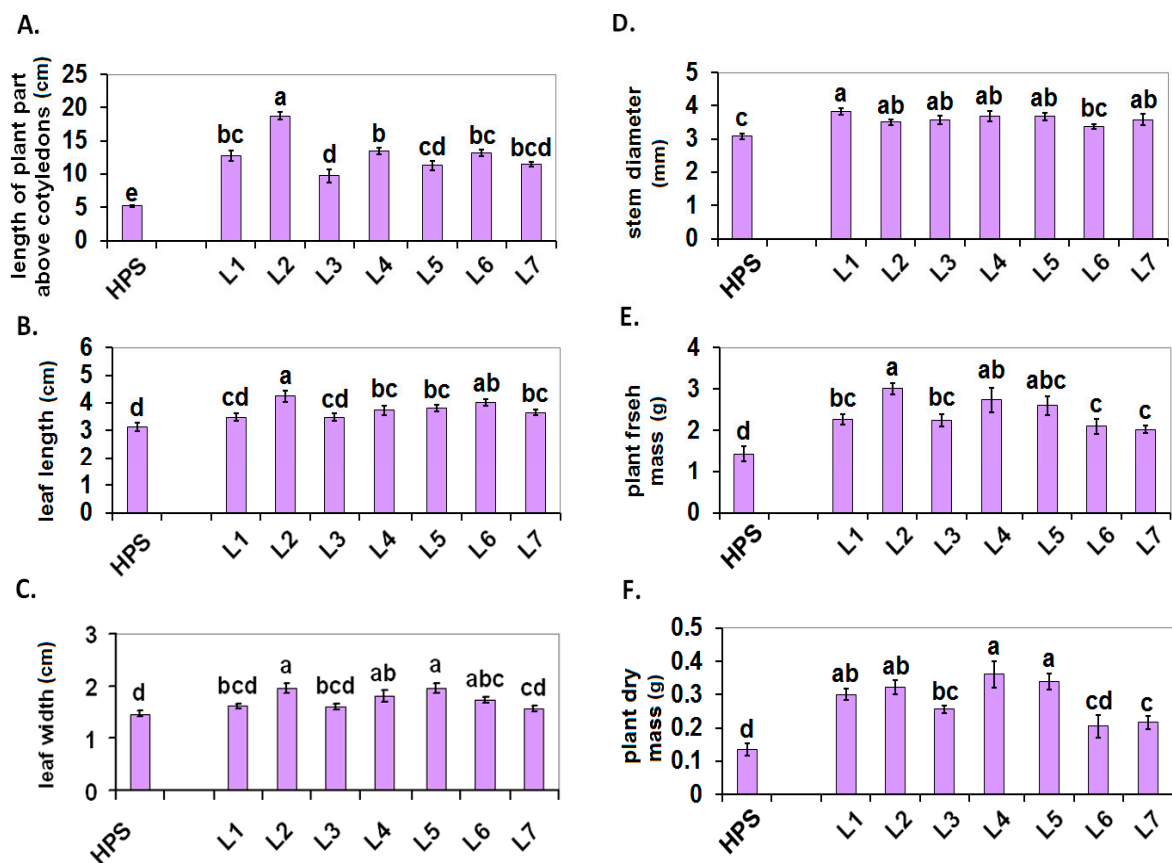 A.
length of plant part
above cotyledons (cm)
25
20
15
10
5
0
e
bc
a
d
b
cd
bc
bcd
HPS
L1
L2
L3
L4
L5
L6
L7
B.
leaf length (cm)
6
5
4
3
2
1
0
d
cd
a
cd
bc
bc
ab
bc
HPS
L1
L2
L3
L4
L5
L6
L7
C.
leaf width (cm)
3
2
1
0
d
bcd
a
bcd
ab
a
abc
cd
HPS
L1
L2
L3
L4
L5
L6
L7
D.
stem diameter
(mm)
5
4
3
2
1
0
c
a
ab
ab
ab
ab
bc
ab
HPS
L1
L2
L3
L4
L5
L6
L7
E.
plant frseh
mass (g)
4
3
2
1
0
d
bc
a
bc
ab
abc
c
c
HPS
L1
L2
L3
L4
L5
L6
L7
F.
plant dry
mass (g)
0.5
0.4
0.3
0.2
0.1
0
d
ab
ab
bc
a
a
cd
c
HPS
L1
L2
L3
L4
L5
L6
L7